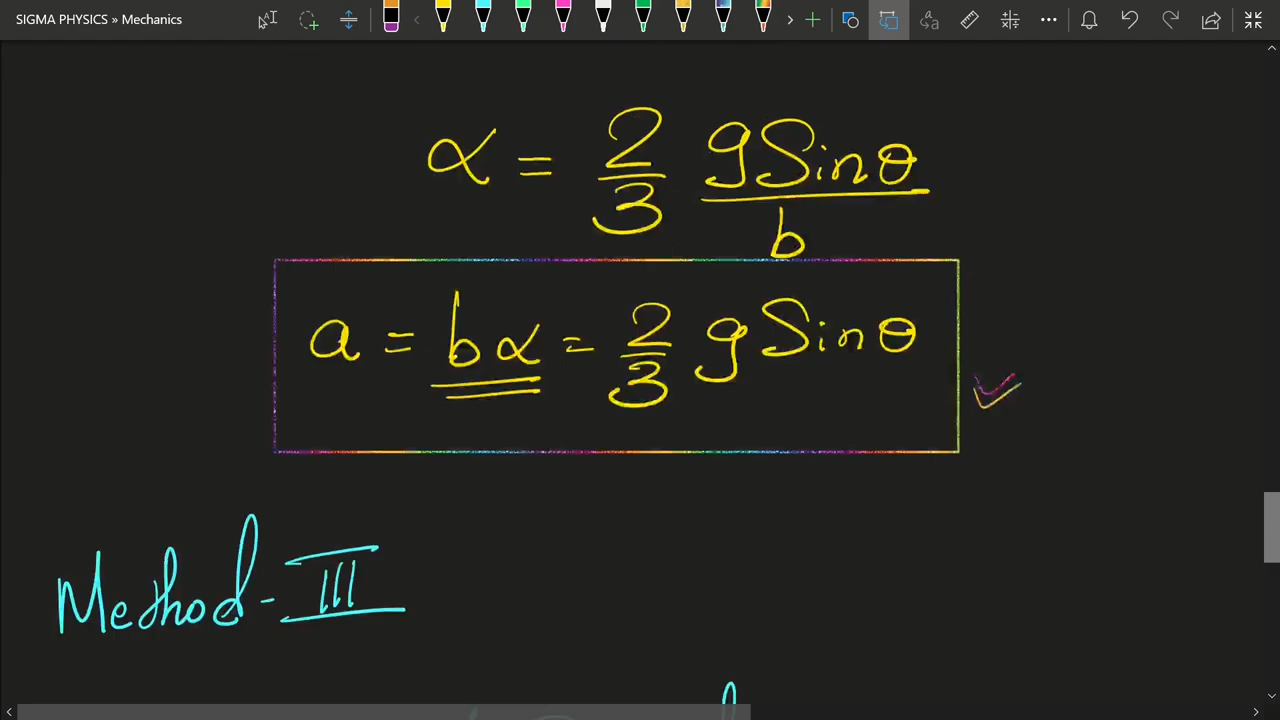 SIGMA PHYSICS » Mechanics
α = 2/3 gSinθ/b
a = bα = 2/3 gSinθ
Method-III